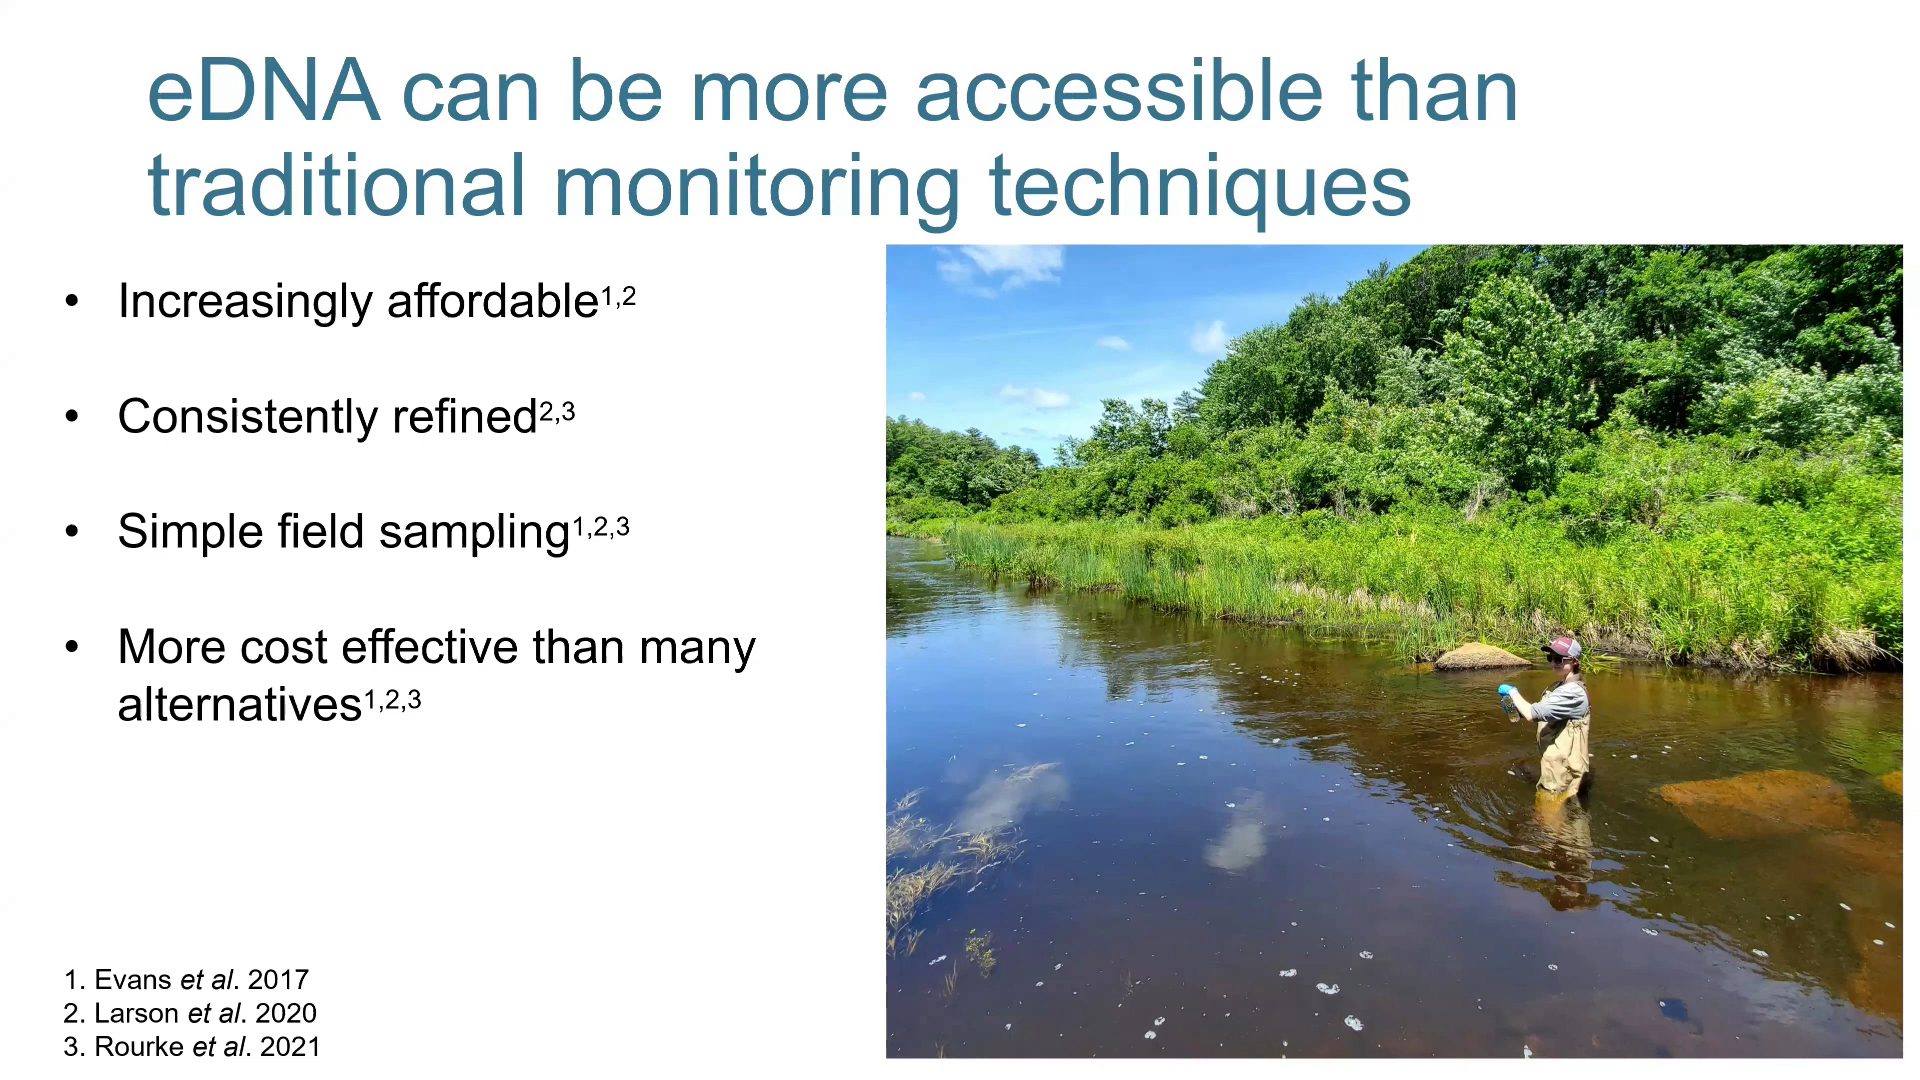 eDNA can be more accessible than
traditional monitoring techniques
• Increasingly affordable1,2
• Consistently refined2,3
• Simple field sampling1,2,3
• More cost effective than many
alternatives1,2,3
1. Evans et al. 2017
2. Larson et al. 2020
3. Rourke et al. 2021